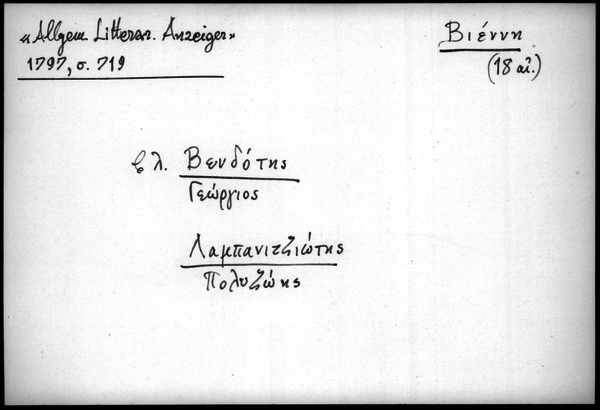 «Allgem. Litterar. Anzeiger»
1797, σ. 719
Βιέννη
(18 αἰ.)
βλ. Βενδότης
Γεώργιος
Λαμπανιτζιώτης
Πολυζώης